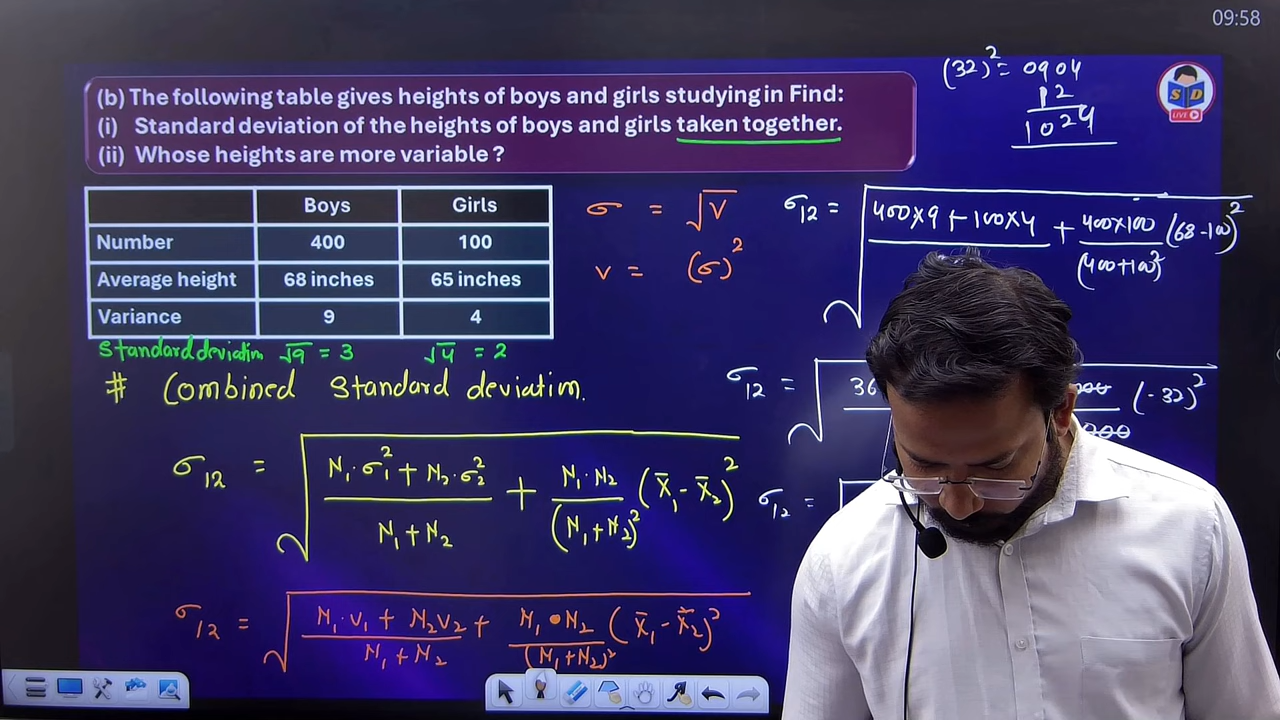 09:58
(b) The following table gives heights of boys and girls studying in Find:
(i) Standard deviation of the heights of boys and girls taken together.
(ii) Whose heights are more variable ?
(32)² = 0904
12
1024
SD
LIVE
Boys Girls
Number 400 100
Average height 68 inches 65 inches
Variance 9 4
Standard deviatim √9 = 3 √4 = 2
σ = √V
v = (σ)²
# Combined Standard deviatim.
σ12 = √ N₁·σ₁² + N₂·σ₂² / N₁ + N₂ + N₁·N₂ / (N₁+N₂)² (x̄₁ - x̄₂)²
σ12 = √ N₁·v₁ + N₂v₂ / N₁ + N₂ + N₁•N₂ / (N₁+N₂)² (x̄₁ - x̄₂)²
σ12 = √ 400×9 + 100×4 + 400×100 / (400+100)² (68-100)²
σ12 = √ 36 (-32)²
σ12 = √